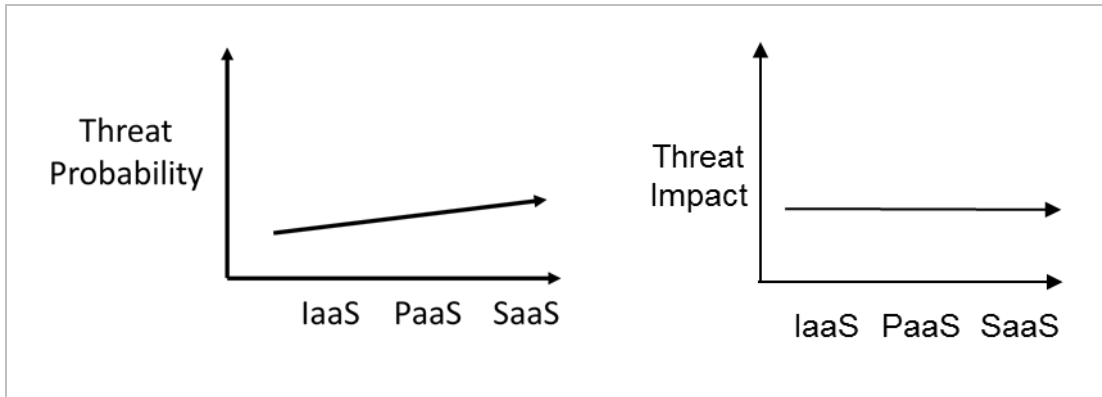 Threat
Probability
IaaS PaaS SaaS
Threat
Impact
IaaS PaaS SaaS